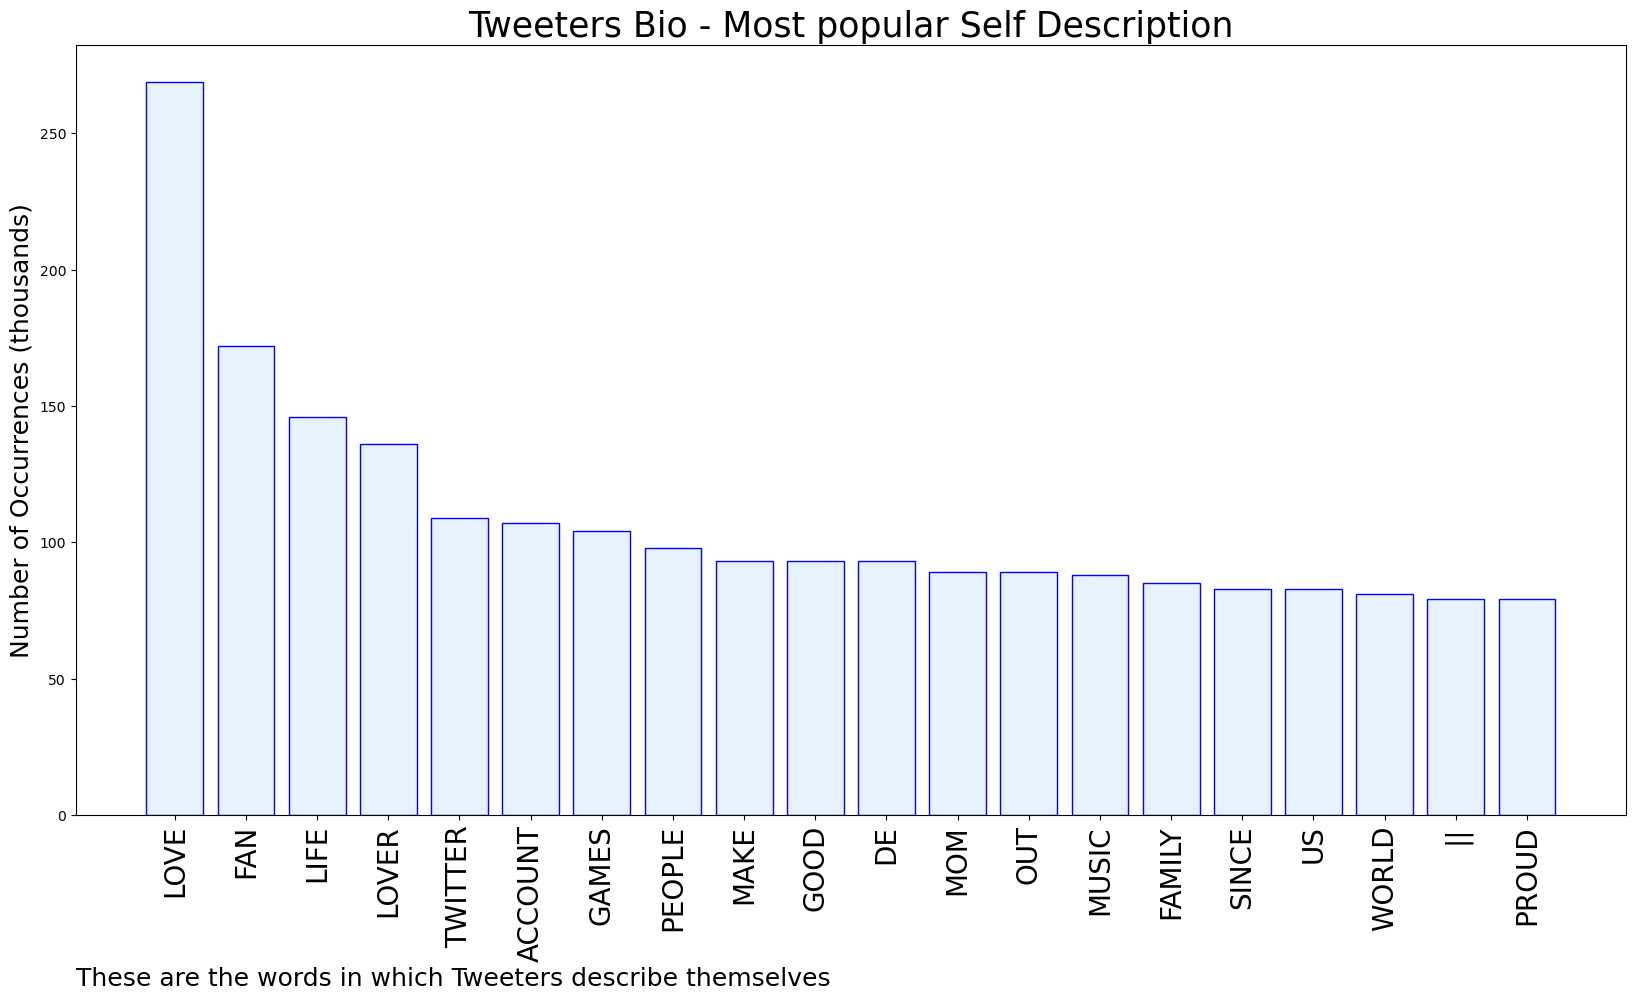 Tweeters Bio - Most popular Self Description
Number of Occurrences (thousands)
250
200
150
100
50
0
LOVE
FAN
LIFE
LOVER
TWITTER
ACCOUNT
GAMES
PEOPLE
MAKE
GOOD
DE
MOM
OUT
MUSIC
FAMILY
SINCE
US
WORLD
||
PROUD
These are the words in which Tweeters describe themselves